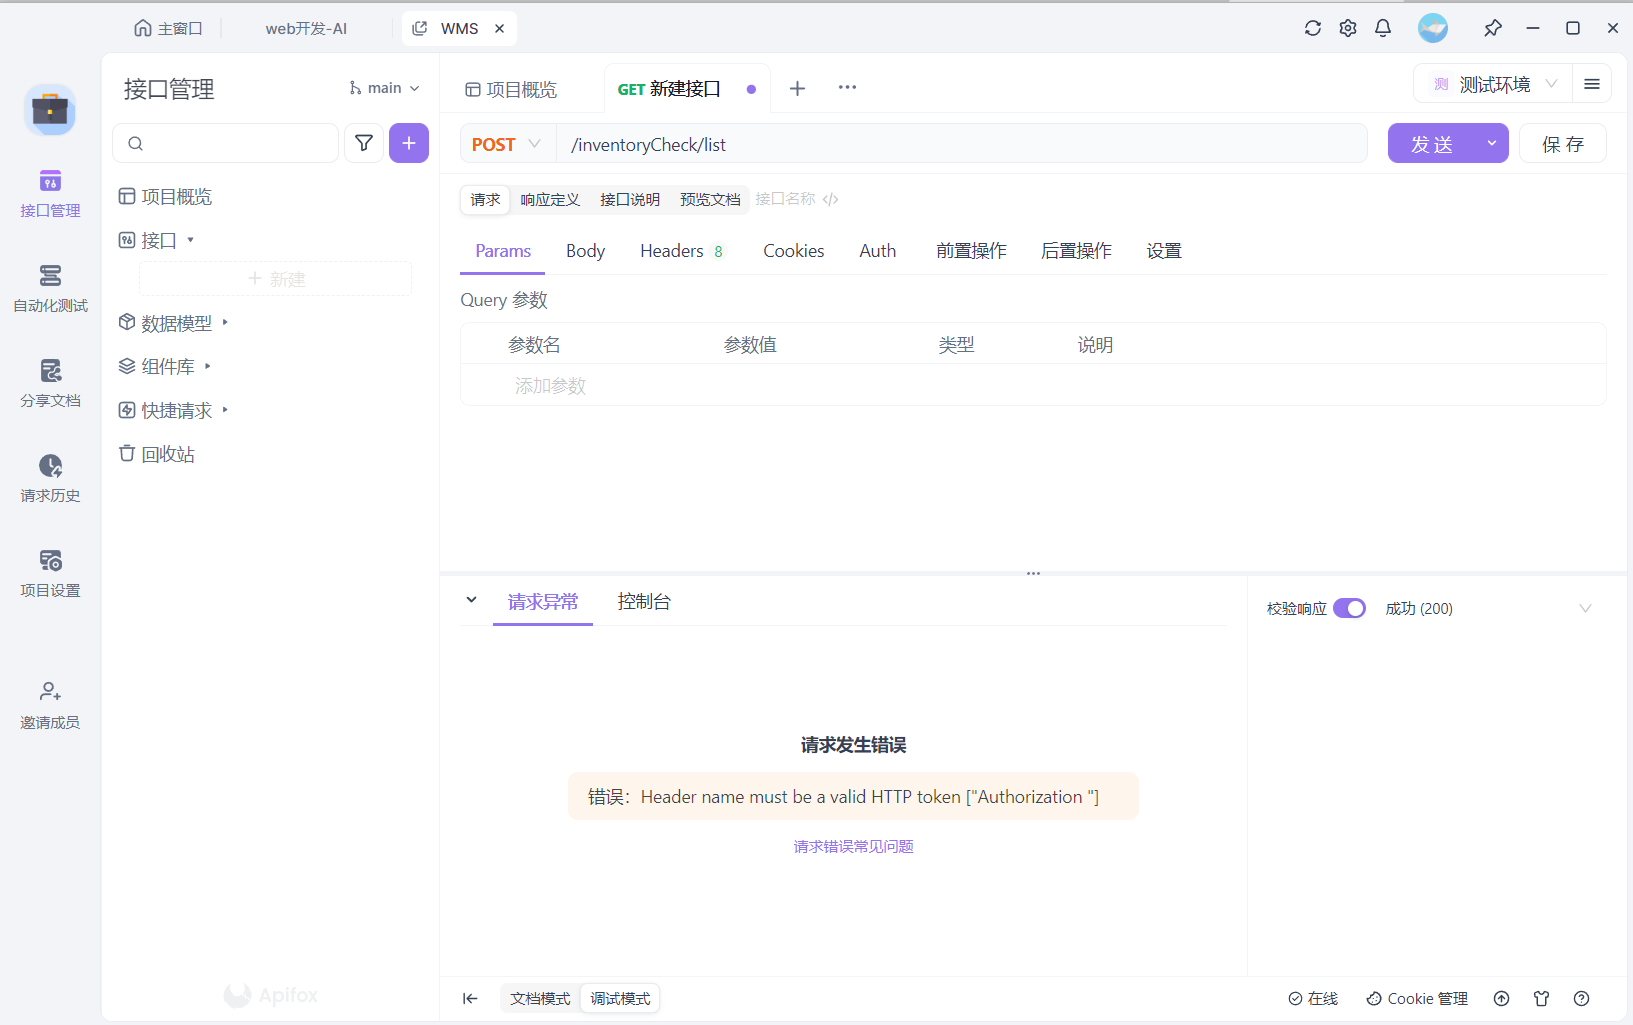 主窗口
web开发-AI
WMS
接口管理
main
项目概览
GET 新建接口
测 测试环境
POST
/inventoryCheck/list
发 送
保 存
接口管理
自动化测试
分享文档
请求历史
项目设置
邀请成员
项目概览
接口
新建
数据模型
组件库
快捷请求
回收站
请求
响应定义
接口说明
预览文档
接口名称
Params
Body
Headers 8
Cookies
Auth
前置操作
后置操作
设置
Query 参数
参数名
参数值
类型
说明
添加参数
请求异常
控制台
校验响应
成功 (200)
请求发生错误
错误：Header name must be a valid HTTP token ["Authorization "]
请求错误常见问题
Apifox
文档模式
调试模式
在线
Cookie 管理